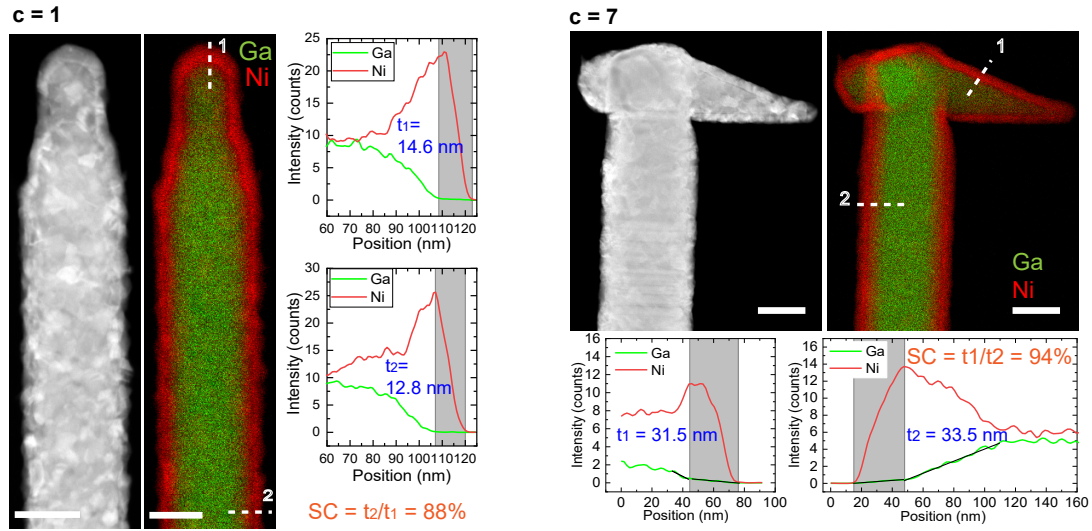 c = 1
c = 7
1
Ga
Ni
2
25
20
15
10
5
0
Intensity (counts)
Ga
Ni
t1=
14.6 nm
60 70 80 90 100 110 120
Position (nm)
30
25
20
15
10
5
0
Intensity (counts)
Ga
Ni
t2=
12.8 nm
60 70 80 90 100 110 120
Position (nm)
SC = t2/t1 = 88%
1
2
Ga
Ni
16
14
12
10
8
6
4
2
0
Intensity (counts)
Ga
Ni
t1 = 31.5 nm
0 20 40 60 80 100
Position (nm)
16
14
12
10
8
6
4
2
0
Intensity (counts)
Ga
Ni
SC = t1/t2 = 94%
t2 = 33.5 nm
0 20 40 60 80 100 120 140 160
Position (nm)